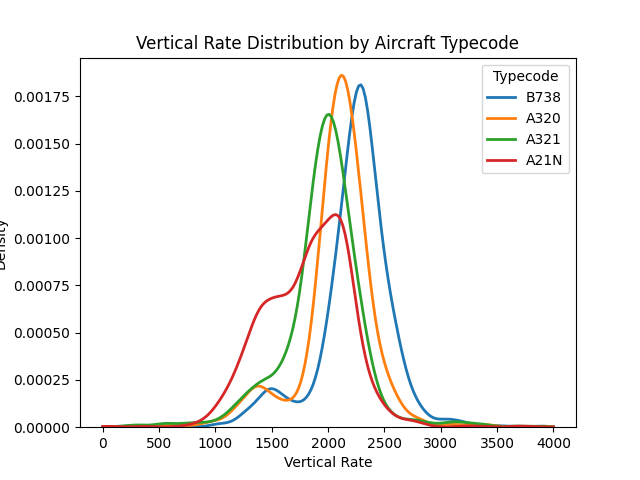 Vertical Rate Distribution by Aircraft Typecode
Typecode
B738
A320
A321
A21N
0.00175
0.00150
0.00125
0.00100
0.00075
0.00050
0.00025
0.00000
Density
0
500
1000
1500
2000
2500
3000
3500
4000
Vertical Rate